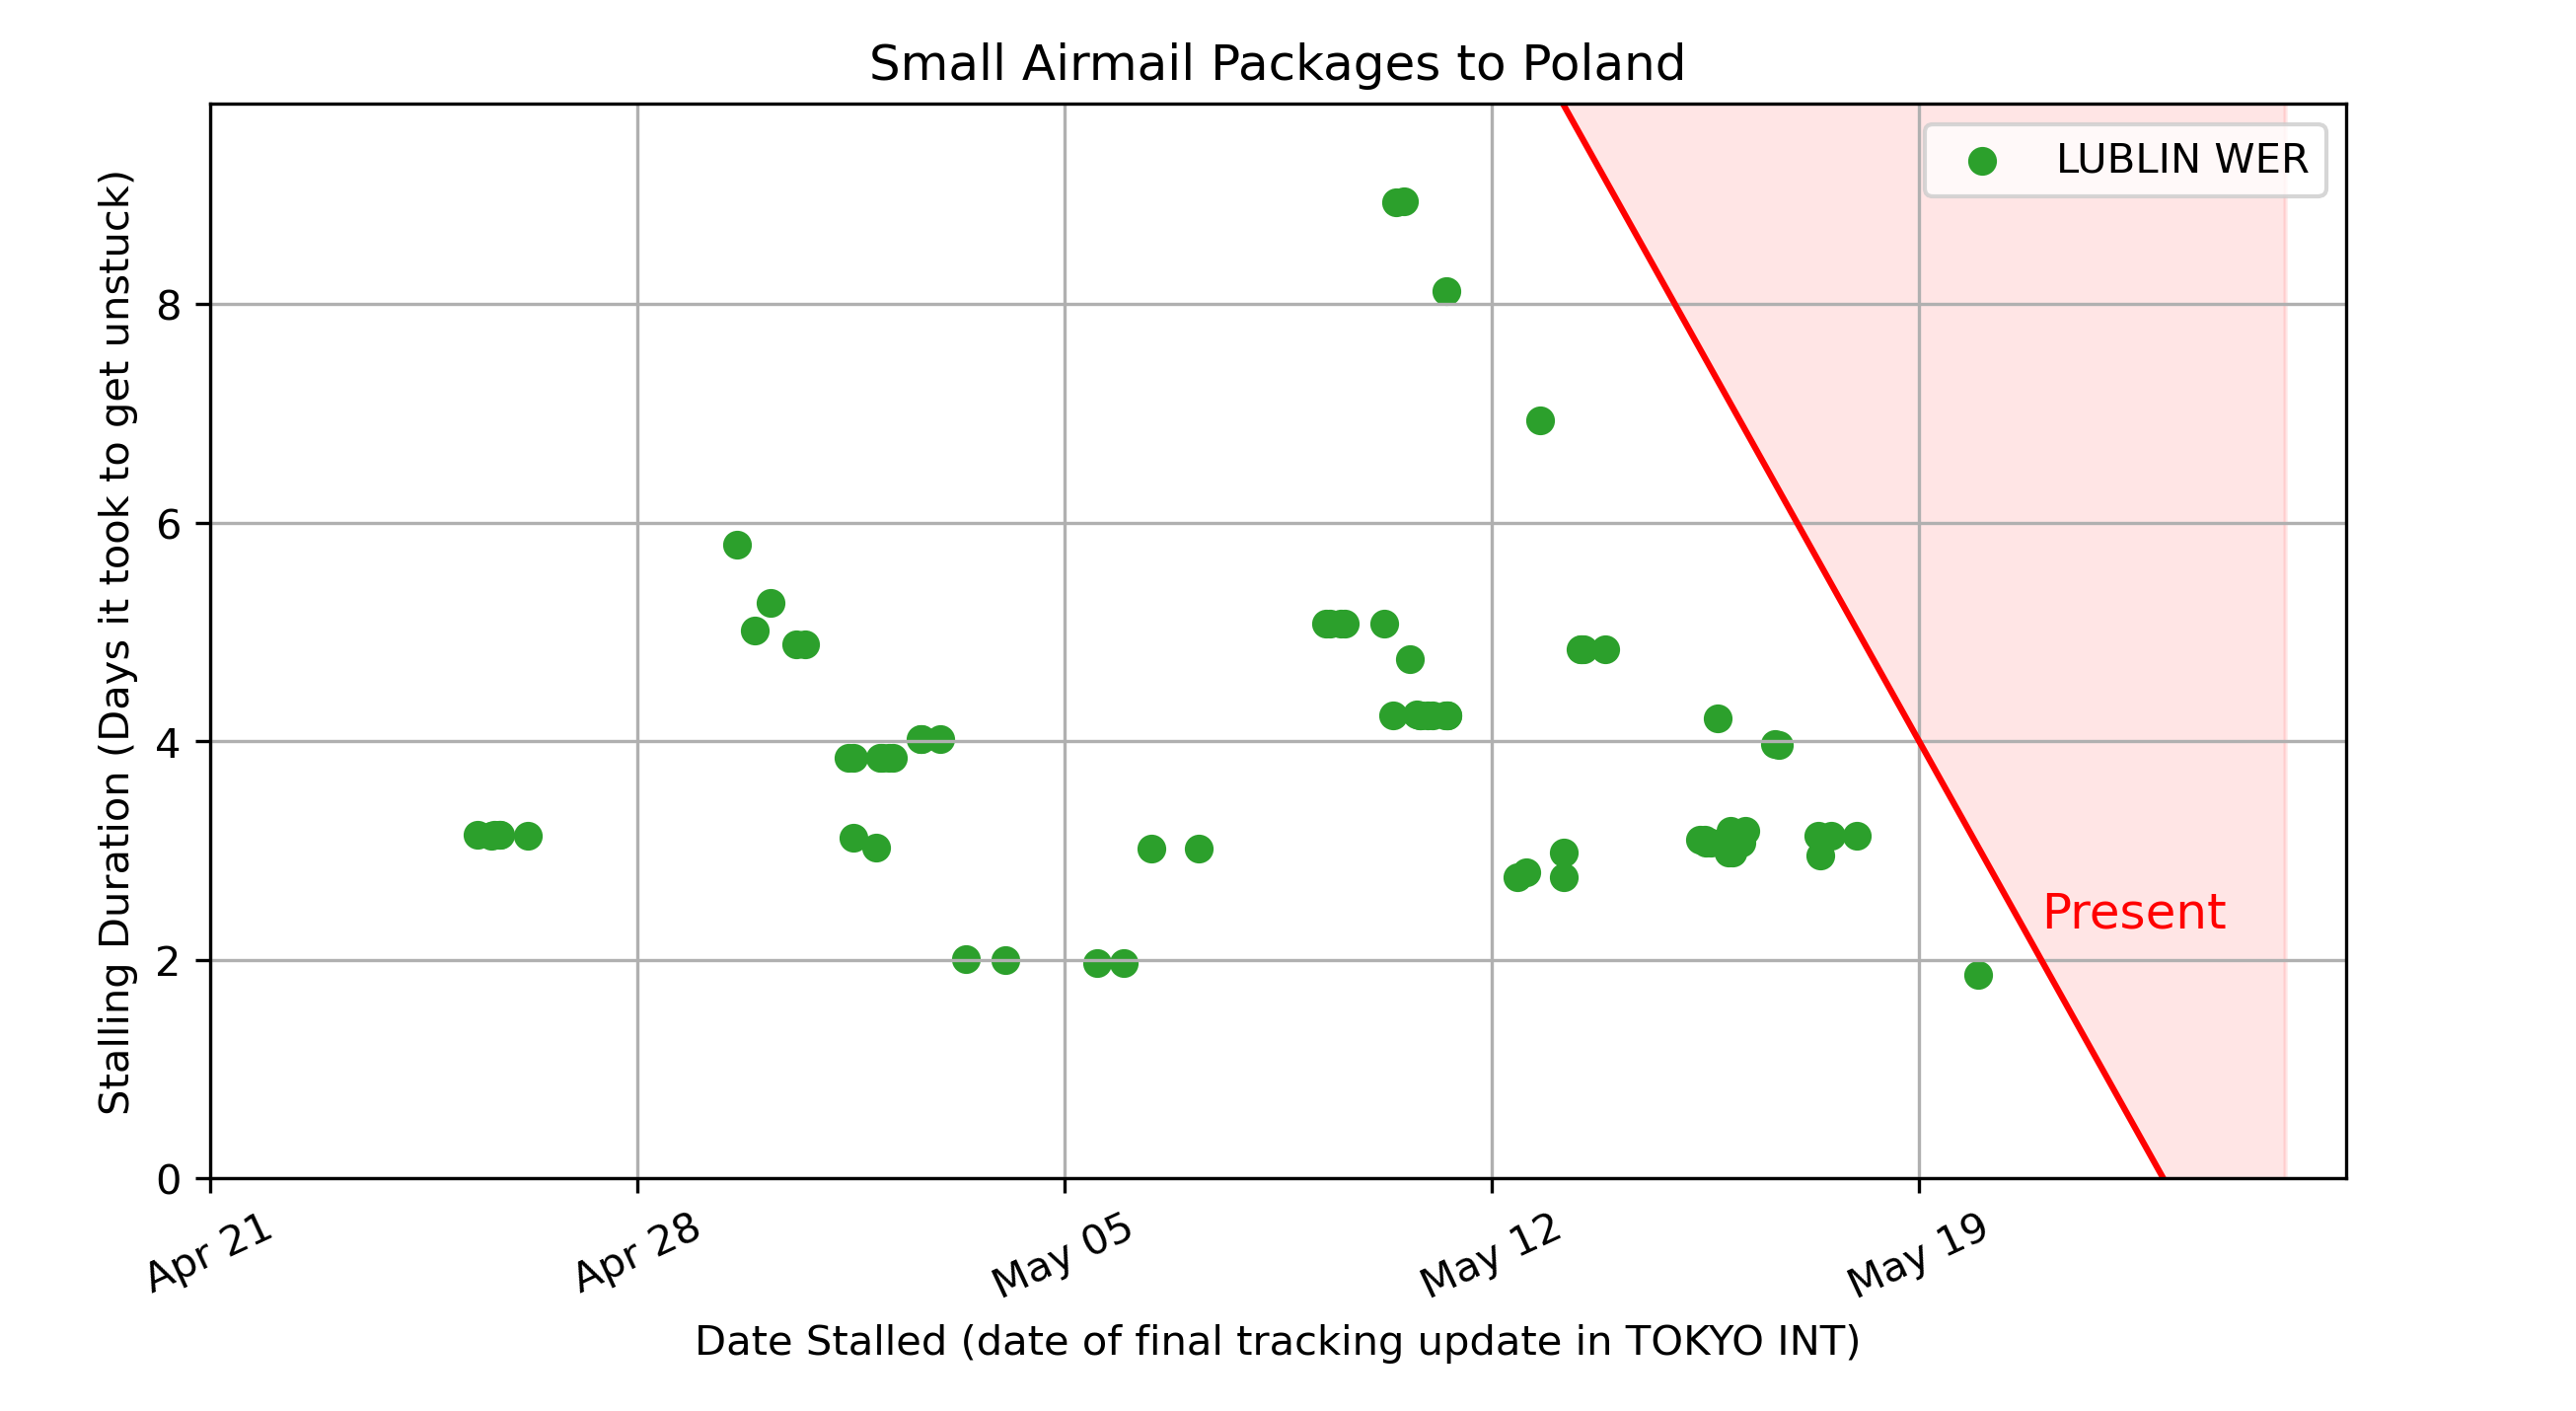 Small Airmail Packages to Poland
LUBLIN WER
Stalling Duration (Days it took to get unstuck)
8
6
4
2
0
Present
Apr 21
Apr 28
May 05
May 12
May 19
Date Stalled (date of final tracking update in TOKYO INT)